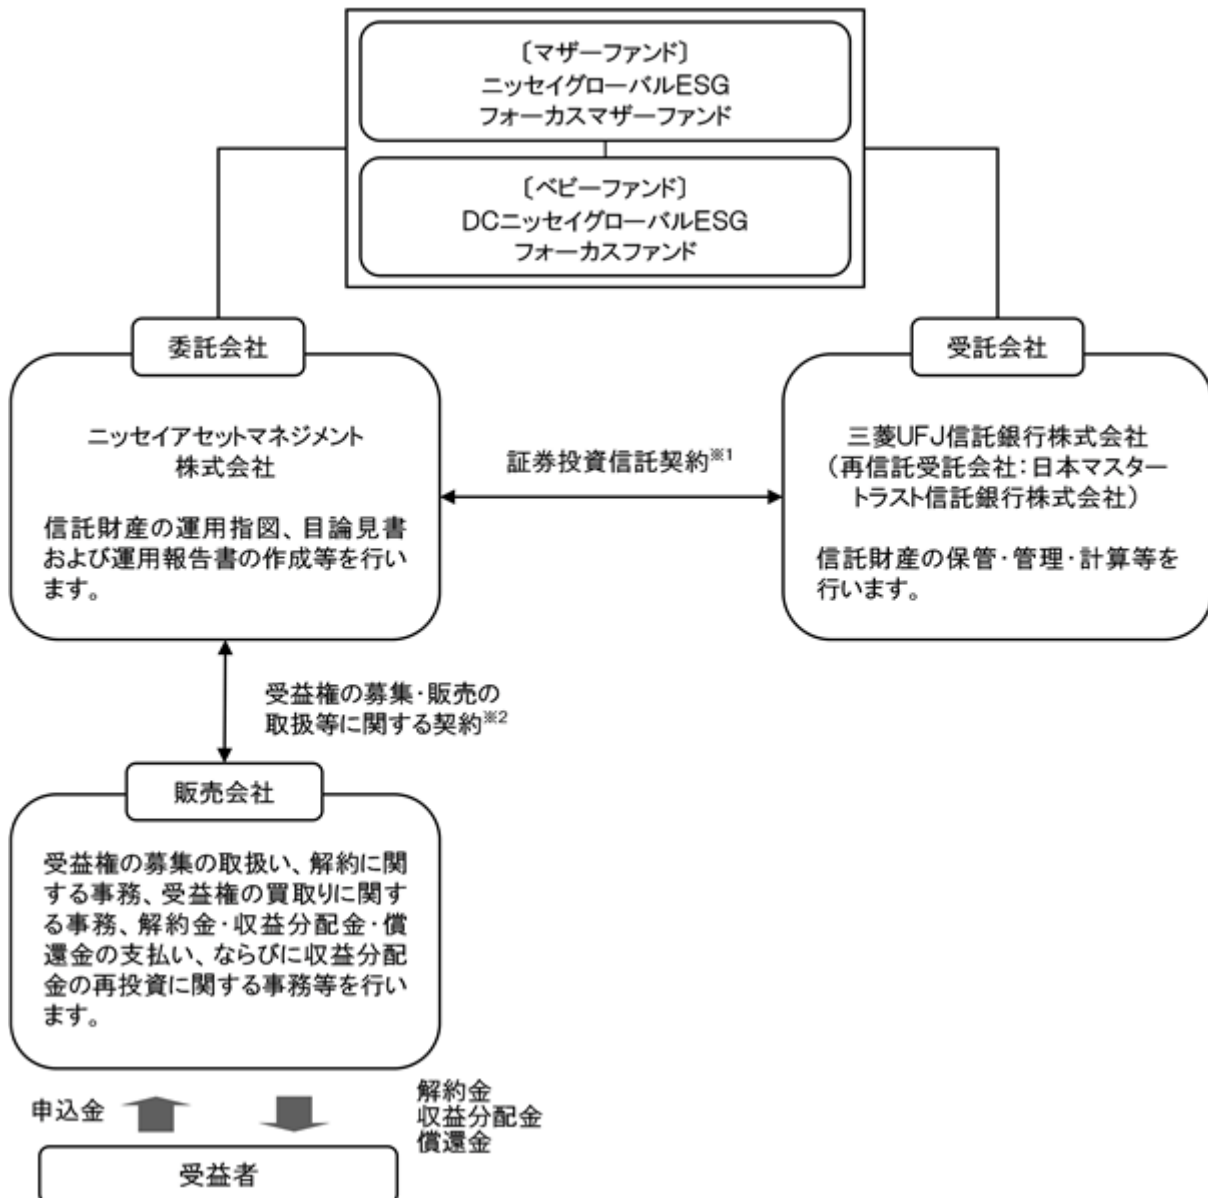 〔マザーファンド〕
ニッセイグローバルESG
フォーカスマザーファンド
〔ベビーファンド〕
DCニッセイグローバルESG
フォーカスファンド
委託会社
ニッセイアセットマネジメント
株式会社
信託財産の運用指図、目論見書
および運用報告書の作成等を行い
ます。
証券投資信託契約※1
受託会社
三菱UFJ信託銀行株式会社
（再信託受託会社：日本マスター
トラスト信託銀行株式会社）
信託財産の保管・管理・計算等を
行います。
受益権の募集・販売の
取扱等に関する契約※2
販売会社
受益権の募集の取扱い、解約に関
する事務、受益権の買取りに関す
る事務、解約金・収益分配金・償
還金の支払い、ならびに収益分配
金の再投資に関する事務等を行い
ます。
申込金
解約金
収益分配金
償還金
受益者